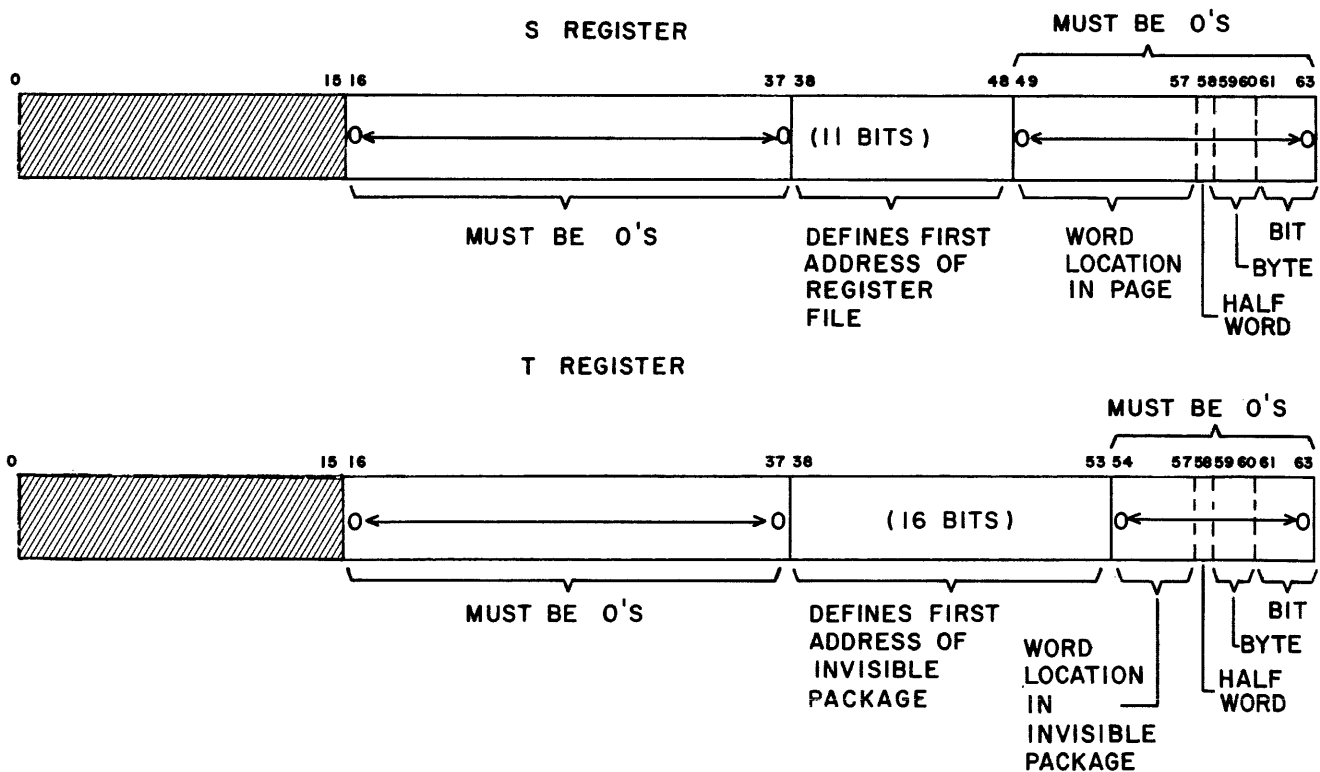 S REGISTER
MUST BE O'S
0 15 16 37 38 48 49 57 58 59 60 61 63
0 0 (11 BITS) 0 0
MUST BE O'S
DEFINES FIRST
ADDRESS OF
REGISTER
FILE
WORD
LOCATION
IN PAGE
BIT
BYTE
HALF
WORD
T REGISTER
MUST BE O'S
0 15 16 37 38 53 54 57 58 59 60 61 63
0 0 (16 BITS) 0 0
MUST BE O'S
DEFINES FIRST
ADDRESS OF
INVISIBLE
PACKAGE
WORD
LOCATION
IN
INVISIBLE
PACKAGE
BIT
BYTE
HALF
WORD